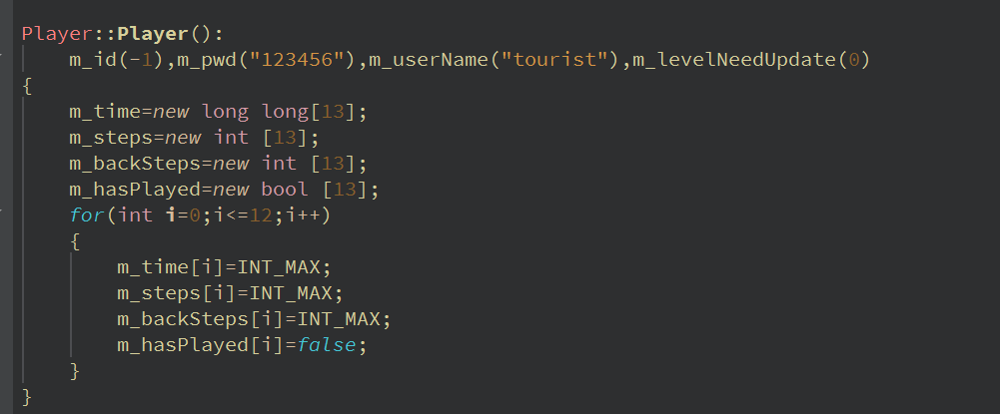 Player::Player():
    m_id(-1),m_pwd("123456"),m_userName("tourist"),m_levelNeedUpdate(0)
{
    m_time=new long long[13];
    m_steps=new int [13];
    m_backSteps=new int [13];
    m_hasPlayed=new bool [13];
    for(int i=0;i<=12;i++)
    {
        m_time[i]=INT_MAX;
        m_steps[i]=INT_MAX;
        m_backSteps[i]=INT_MAX;
        m_hasPlayed[i]=false;
    }
}